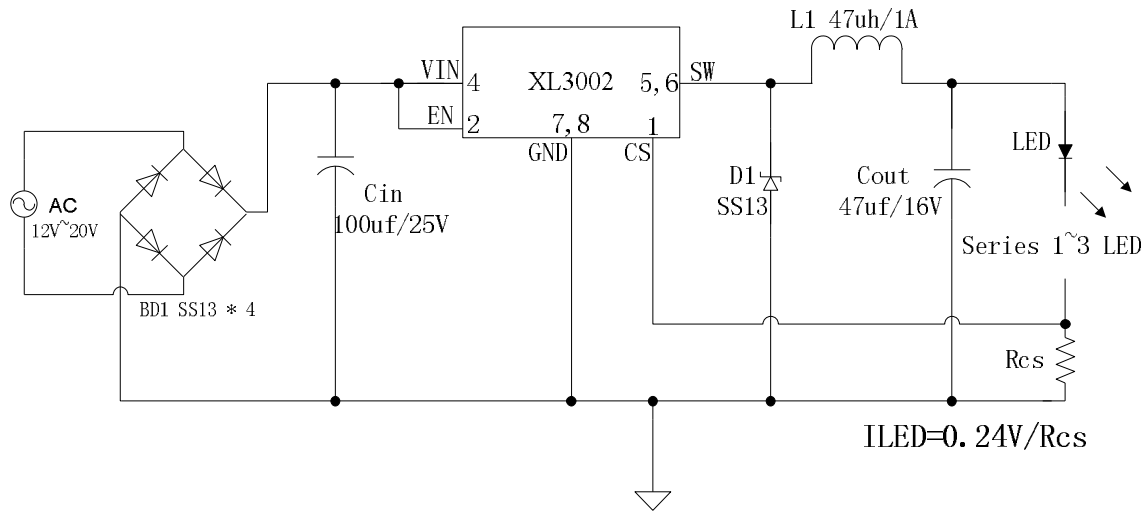 L1 47uh/1A
VIN
4
XL3002
5,6
SW
EN
2
7,8
1
GND
CS
LED
AC
12V~20V
Cin
100uf/25V
D1
SS13
Cout
47uf/16V
Series 1~3 LED
BD1 SS13 * 4
Rcs
ILED=0.24V/Rcs